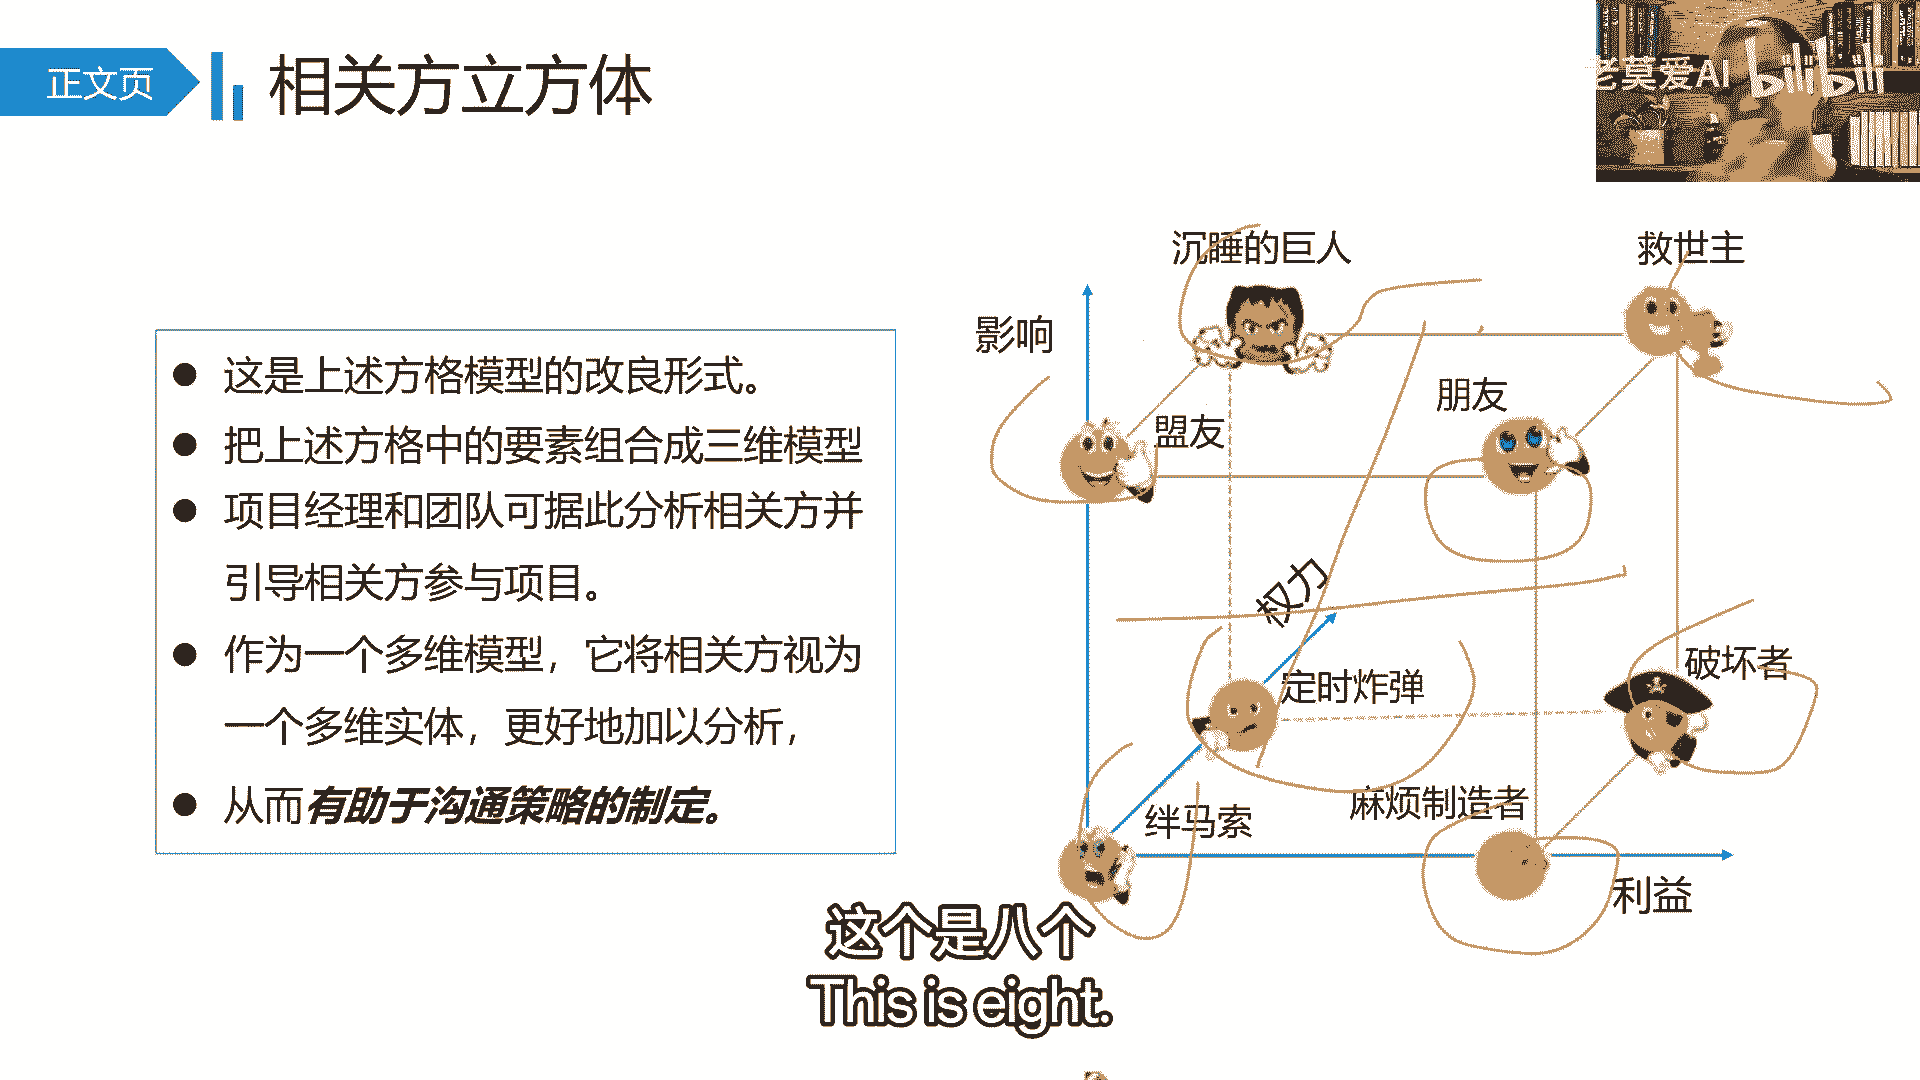 正文页
相关方立方体
老莫爱AI
bilibili
这是上述方格模型的改良形式。
把上述方格中的要素组合成三维模型
项目经理和团队可据此分析相关方并
引导相关方参与项目。
作为一个多维模型，它将相关方视为
一个多维实体，更好地加以分析，
从而有助于沟通策略的制定。
沉睡的巨人
救世主
影响
朋友
盟友
权力
破坏者
定时炸弹
麻烦制造者
绊马索
利益
这个是八个
This is eight.